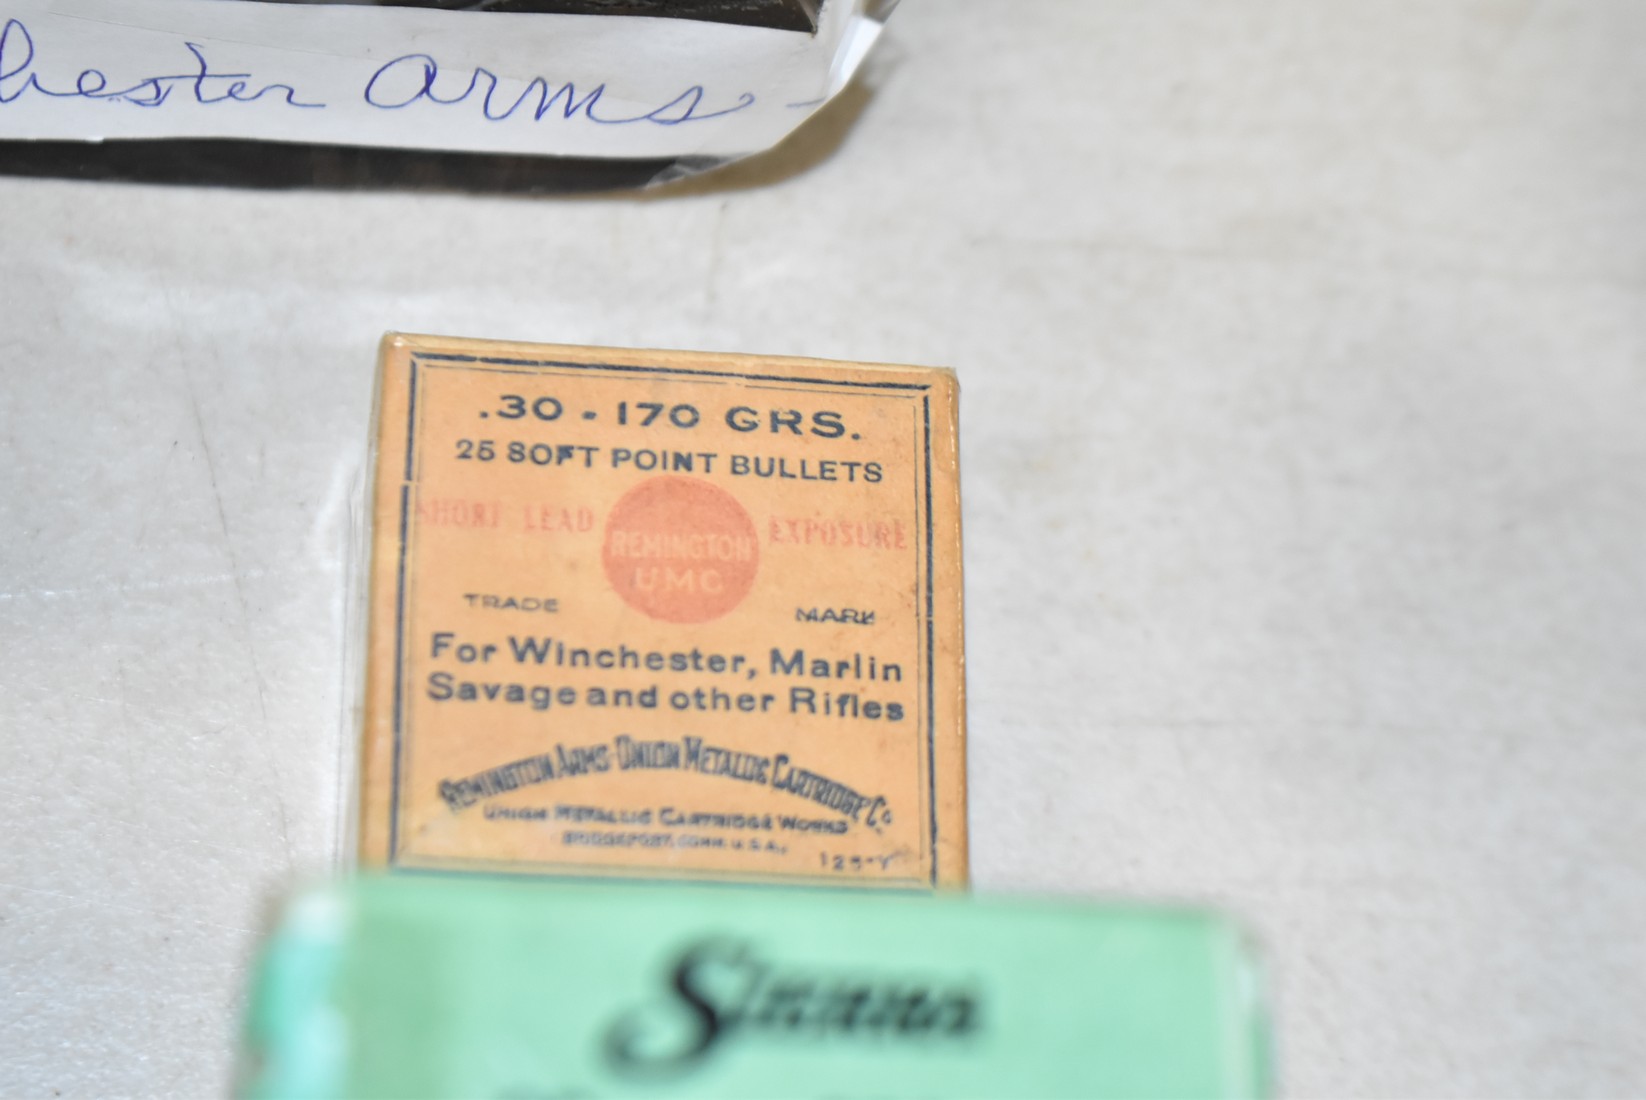 hester Arms -
.30 - 170 GRS.
25 SOFT POINT BULLETS
SHORT LEAD EXPOSURE
REMINGTON
UMC
TRADE MARK
For Winchester, Marlin
Savage and other Rifles
REMINGTON ARMS-UNION METALLIC CARTRIDGE Co
UNION METALLIC CARTRIDGE WORKS
BRIDGEPORT, CONN. U.S.A.,
Sierra